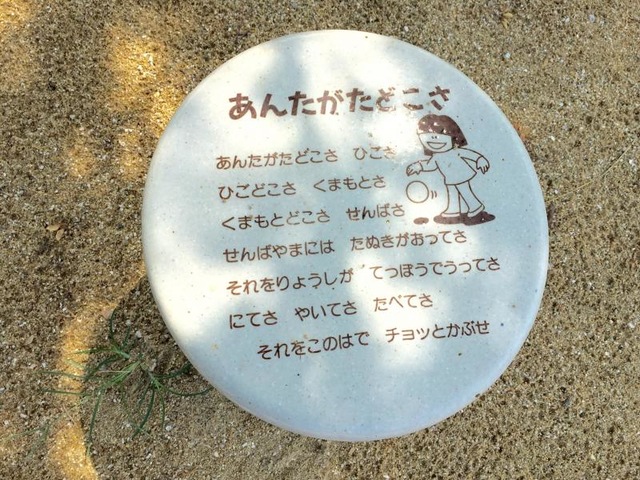 あんたがたどこさ
あんたがたどこさ　ひごさ
ひごどこさ　くまもとさ
くまもとどこさ　せんばさ
せんばやまには　たぬきがおってさ
それをりょうしが　てっぽうでうってさ
にてさ　やいてさ　たべてさ
それをこのはで　チョッとかぶせ